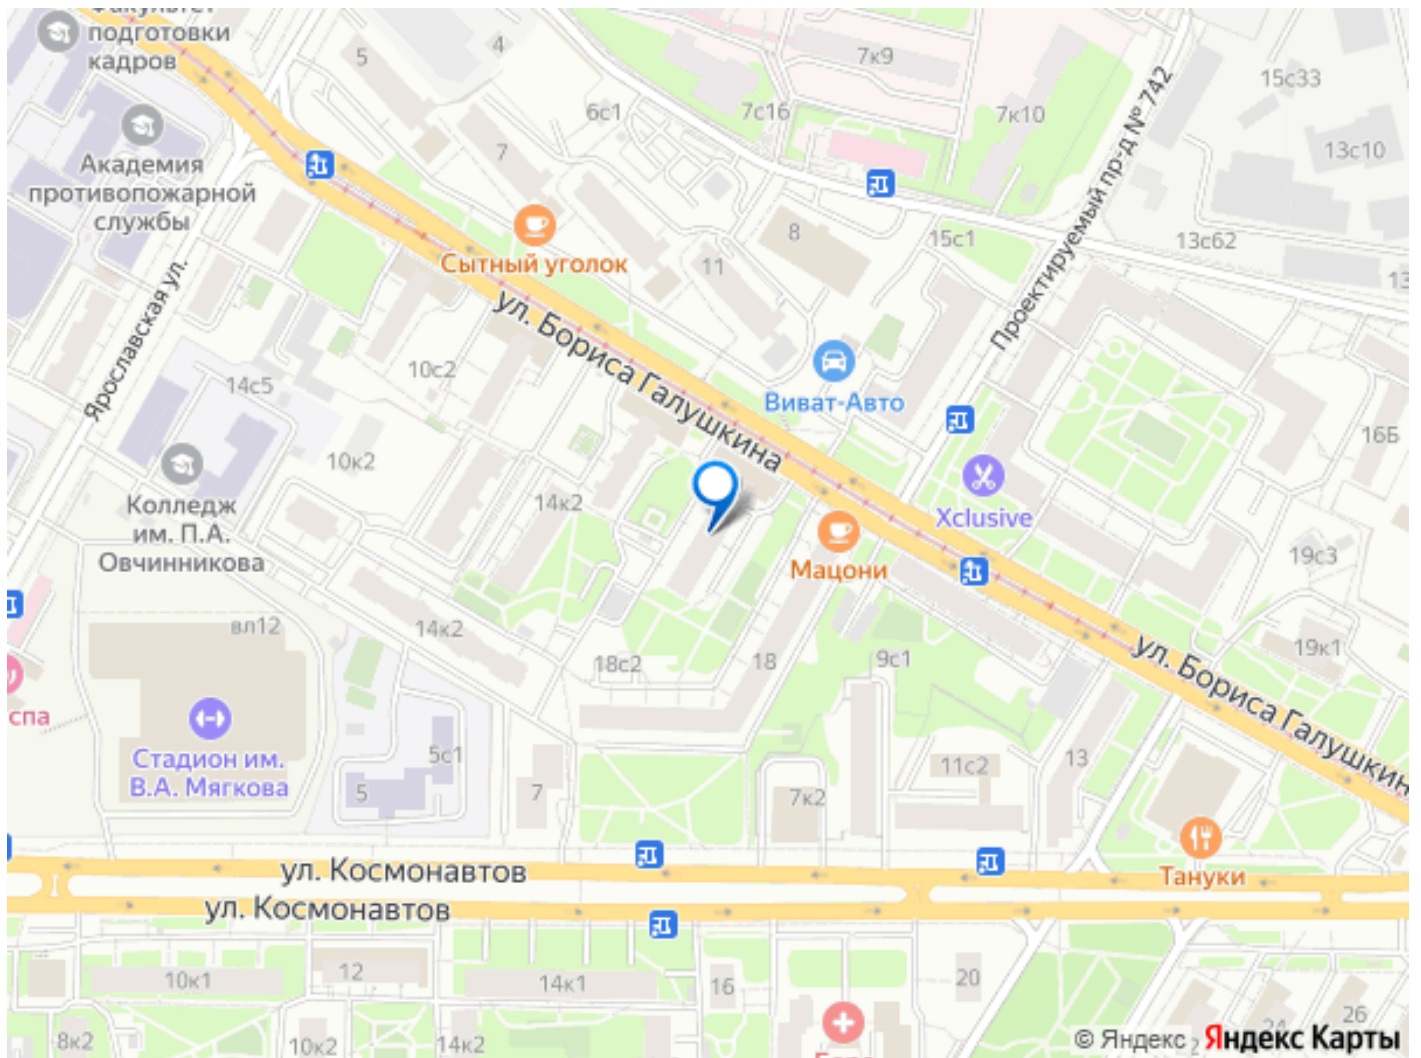 Факультет
подготовки
кадров
5
4
7к9
15с33
6с1
7с16
7к10
Проектируемый пр-д № 742
7
Академия
противопожарной
службы
13с10
8
15с1
13с62
Сытный уголок
11
13
Ярославская ул.
ул. Бориса Галушкина
10с2
14с5
Виват-Авто
16Б
10к2
Колледж
им. П.А.
Овчинникова
14к2
Xclusive
Мацони
19с3
вл12
14к2
18с2
18
9с1
19к1
ул. Бориса Галушкин
спа
Стадион им.
В.А. Мягкова
5с1
5
7
7к2
11с2
13
Тануки
ул. Космонавтов
ул. Космонавтов
10к1
12
14к1
16
20
26
8к2
10к2
14к2
24
2
© Яндекс Яндекс Карты